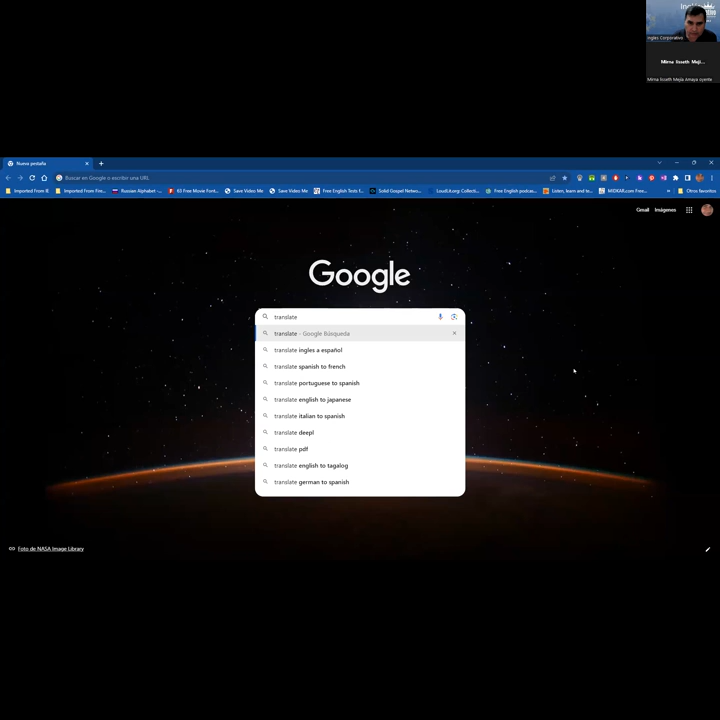 Ingles Corporativo
Mirna lisseth Mejí...
Mirna lisseth Mejia Amaya oyente
Nueva pestaña
Buscar en Google o escribir una URL
Imported From IE
Imported From Fire...
Russian Alphabet -...
63 Free Movie Font...
Save Video Me
Save Video Me
Free English Tests f...
Solid Gospel Netwo...
LoudLit.org: Collecti...
Free English podcas...
Listen, learn and te...
MIDKAR.com Free...
Otros favoritos
Gmail
Imágenes
Google
translate
translate - Google Búsqueda
translate ingles a español
translate spanish to french
translate portuguese to spanish
translate english to japanese
translate italian to spanish
translate deepl
translate pdf
translate english to tagalog
translate german to spanish
Foto de NASA Image Library